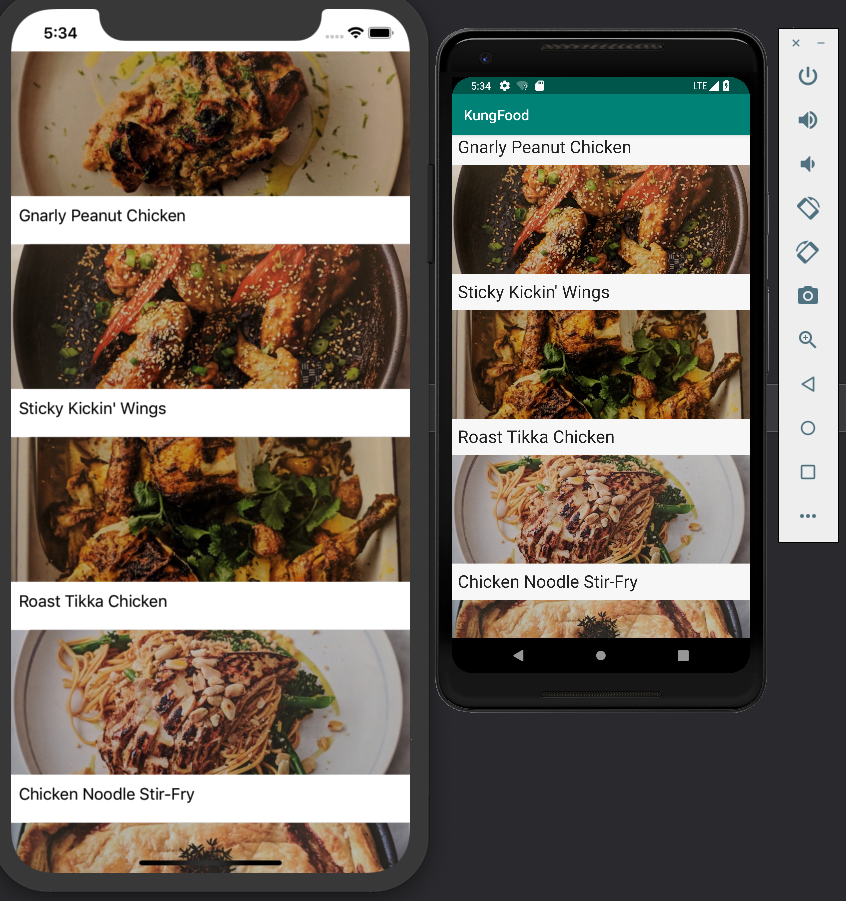 5:34
Gnarly Peanut Chicken
Sticky Kickin' Wings
Roast Tikka Chicken
Chicken Noodle Stir-Fry
5:34 LTE
KungFood
Gnarly Peanut Chicken
Sticky Kickin' Wings
Roast Tikka Chicken
Chicken Noodle Stir-Fry